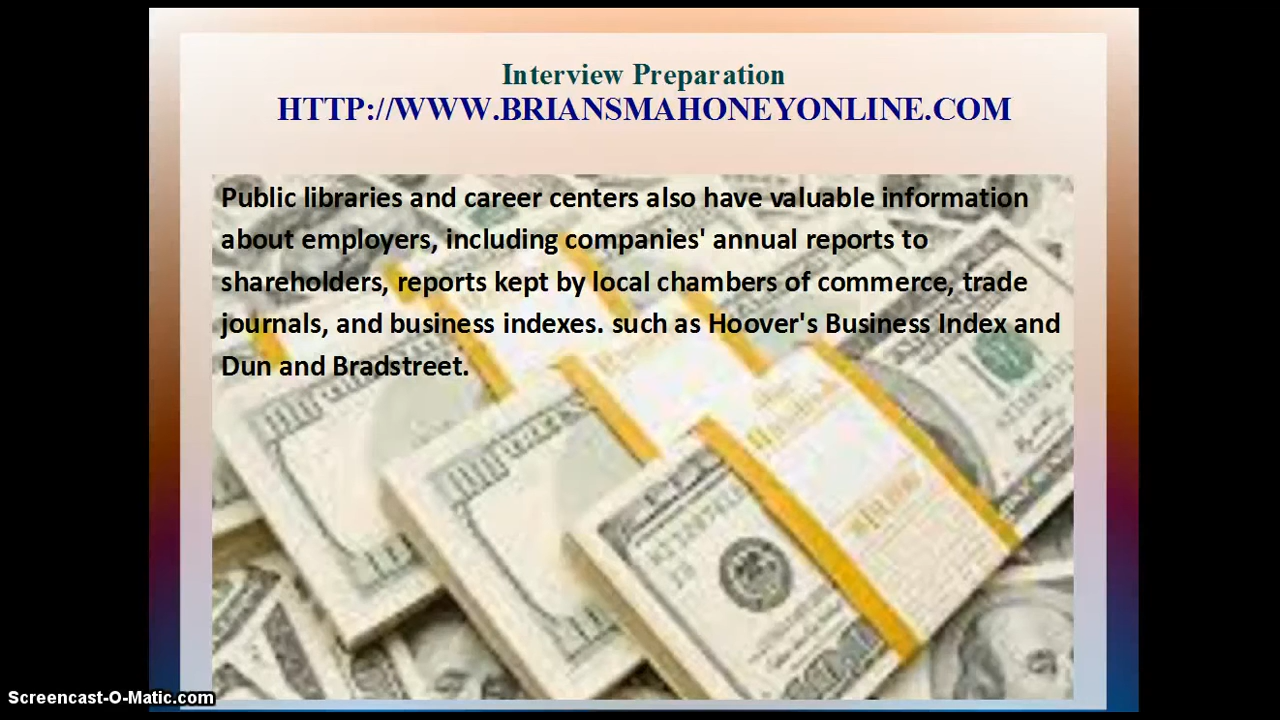 Interview Preparation
HTTP://WWW.BRIANSMAHONEYONLINE.COM
Public libraries and career centers also have valuable information
about employers, including companies' annual reports to
shareholders, reports kept by local chambers of commerce, trade
journals, and business indexes. such as Hoover's Business Index and
Dun and Bradstreet.
Screencast-O-Matic.com